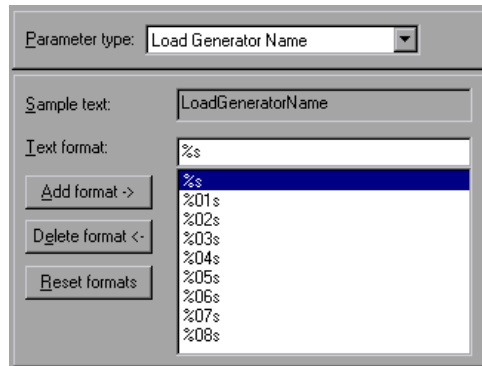 Parameter type: Load Generator Name
Sample text: LoadGeneratorName
Text format: %s
Add format ->
Delete format <-
Reset formats
%s
%01s
%02s
%03s
%04s
%05s
%06s
%07s
%08s